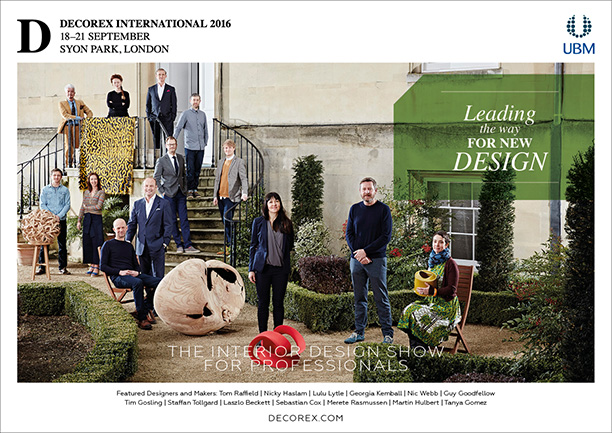 D
DECOREX INTERNATIONAL 2016
18–21 SEPTEMBER
SYON PARK, LONDON
UBM
Leading
the way
FOR NEW
DESIGN
THE INTERIOR DESIGN SHOW
FOR PROFESSIONALS
Featured Designers and Makers: Tom Raffield | Nicky Haslam | Lulu Lytle | Georgia Kemball | Nic Webb | Guy Goodfellow
Tim Gosling | Staffan Tollgard | Laszlo Beckett | Sebastian Cox | Merete Rasmussen | Martin Hulbert | Tanya Gomez
DECOREX.COM